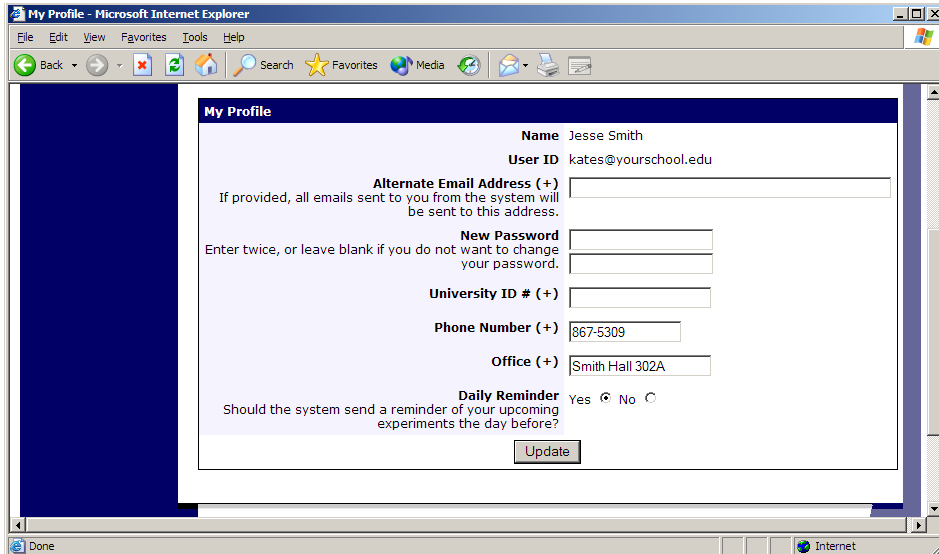 My Profile - Microsoft Internet Explorer
File Edit View Favorites Tools Help
Back Search Favorites Media
My Profile
Name Jesse Smith
User ID kates@yourschool.edu
Alternate Email Address (+)
If provided, all emails sent to you from the system will
be sent to this address.
New Password
Enter twice, or leave blank if you do not want to change
your password.
University ID # (+)
Phone Number (+) 867-5309
Office (+) Smith Hall 302A
Daily Reminder Yes No
Should the system send a reminder of your upcoming
experiments the day before?
Update
Done Internet